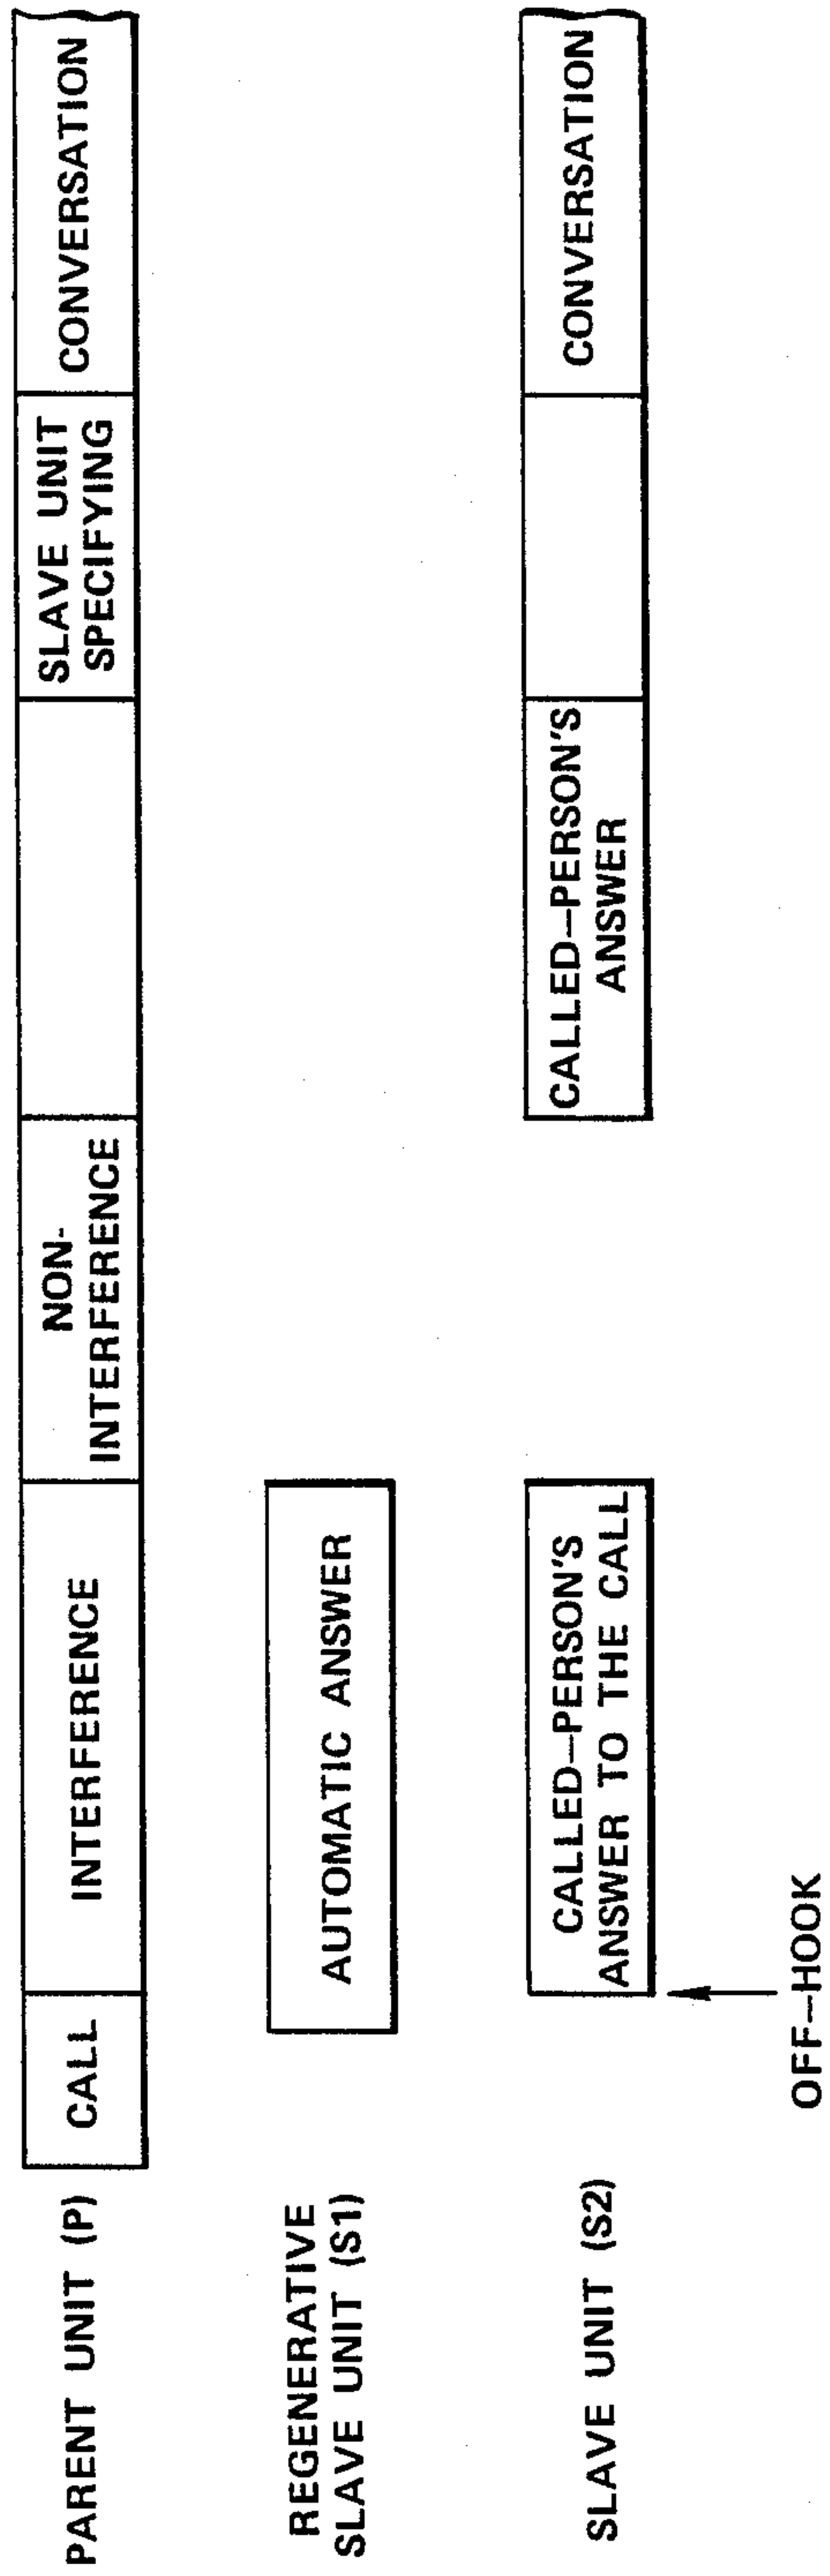 PARENT UNIT (P)
CALL
INTERFERENCE
NON-
INTERFERENCE
SLAVE UNIT
SPECIFYING
CONVERSATION
REGENERATIVE
SLAVE UNIT (S1)
AUTOMATIC ANSWER
SLAVE UNIT (S2)
CALLED-PERSON'S
ANSWER TO THE CALL
CALLED-PERSON'S
ANSWER
CONVERSATION
OFF-HOOK